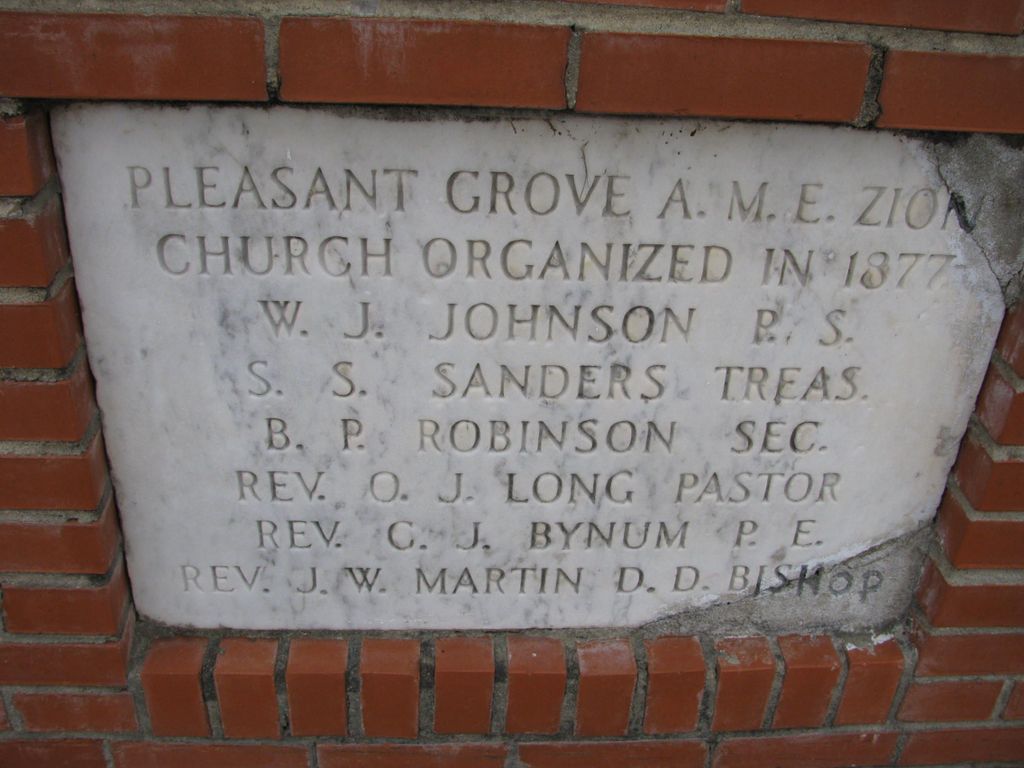 PLEASANT GROVE A. M. E. ZION
CHURCH ORGANIZED IN 1877
W. J. JOHNSON P. S.
S. S. SANDERS TREAS.
B. P. ROBINSON SEC.
REV. O. J. LONG PASTOR
REV. C. J. BYNUM P. E.
REV. J. W. MARTIN D. D. BISHOP